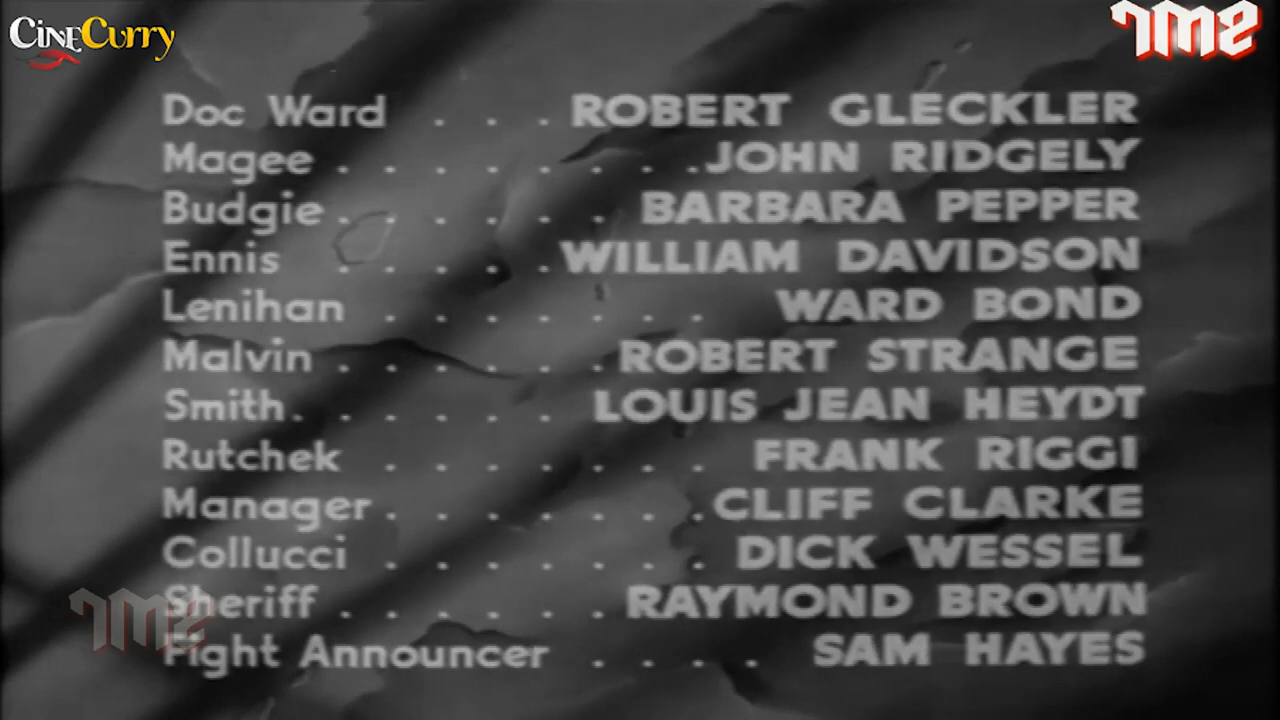 CINECURRY
Doc Ward . . . ROBERT GLECKLER
Magee . . . . . . . . JOHN RIDGELY
Budgie . . . . . . BARBARA PEPPER
Ennis . . . . . WILLIAM DAVIDSON
Lenihan . . . . . . . WARD BOND
Malvin . . . . . . ROBERT STRANGE
Smith . . . . . . LOUIS JEAN HEYDT
Rutchek . . . . . . . FRANK RIGGI
Manager . . . . . . . CLIFF CLARKE
Collucci . . . . . . . DICK WESSEL
Sheriff . . . . . . RAYMOND BROWN
Fight Announcer . . . . SAM HAYES